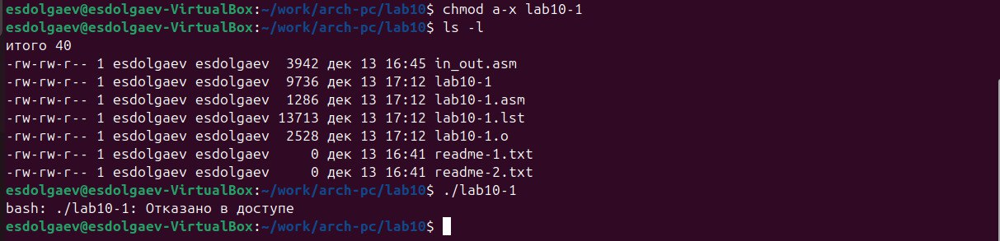 esdolgaev@esdolgaev-VirtualBox:~/work/arch-pc/lab10$ chmod a-x lab10-1
esdolgaev@esdolgaev-VirtualBox:~/work/arch-pc/lab10$ ls -l
итого 40
-rw-rw-r-- 1 esdolgaev esdolgaev  3942 дек 13 16:45 in_out.asm
-rw-rw-r-- 1 esdolgaev esdolgaev  9736 дек 13 17:12 lab10-1
-rw-rw-r-- 1 esdolgaev esdolgaev  1286 дек 13 17:12 lab10-1.asm
-rw-rw-r-- 1 esdolgaev esdolgaev 13713 дек 13 17:12 lab10-1.lst
-rw-rw-r-- 1 esdolgaev esdolgaev  2528 дек 13 17:12 lab10-1.o
-rw-rw-r-- 1 esdolgaev esdolgaev     0 дек 13 16:41 readme-1.txt
-rw-rw-r-- 1 esdolgaev esdolgaev     0 дек 13 16:41 readme-2.txt
esdolgaev@esdolgaev-VirtualBox:~/work/arch-pc/lab10$ ./lab10-1
bash: ./lab10-1: Отказано в доступе
esdolgaev@esdolgaev-VirtualBox:~/work/arch-pc/lab10$